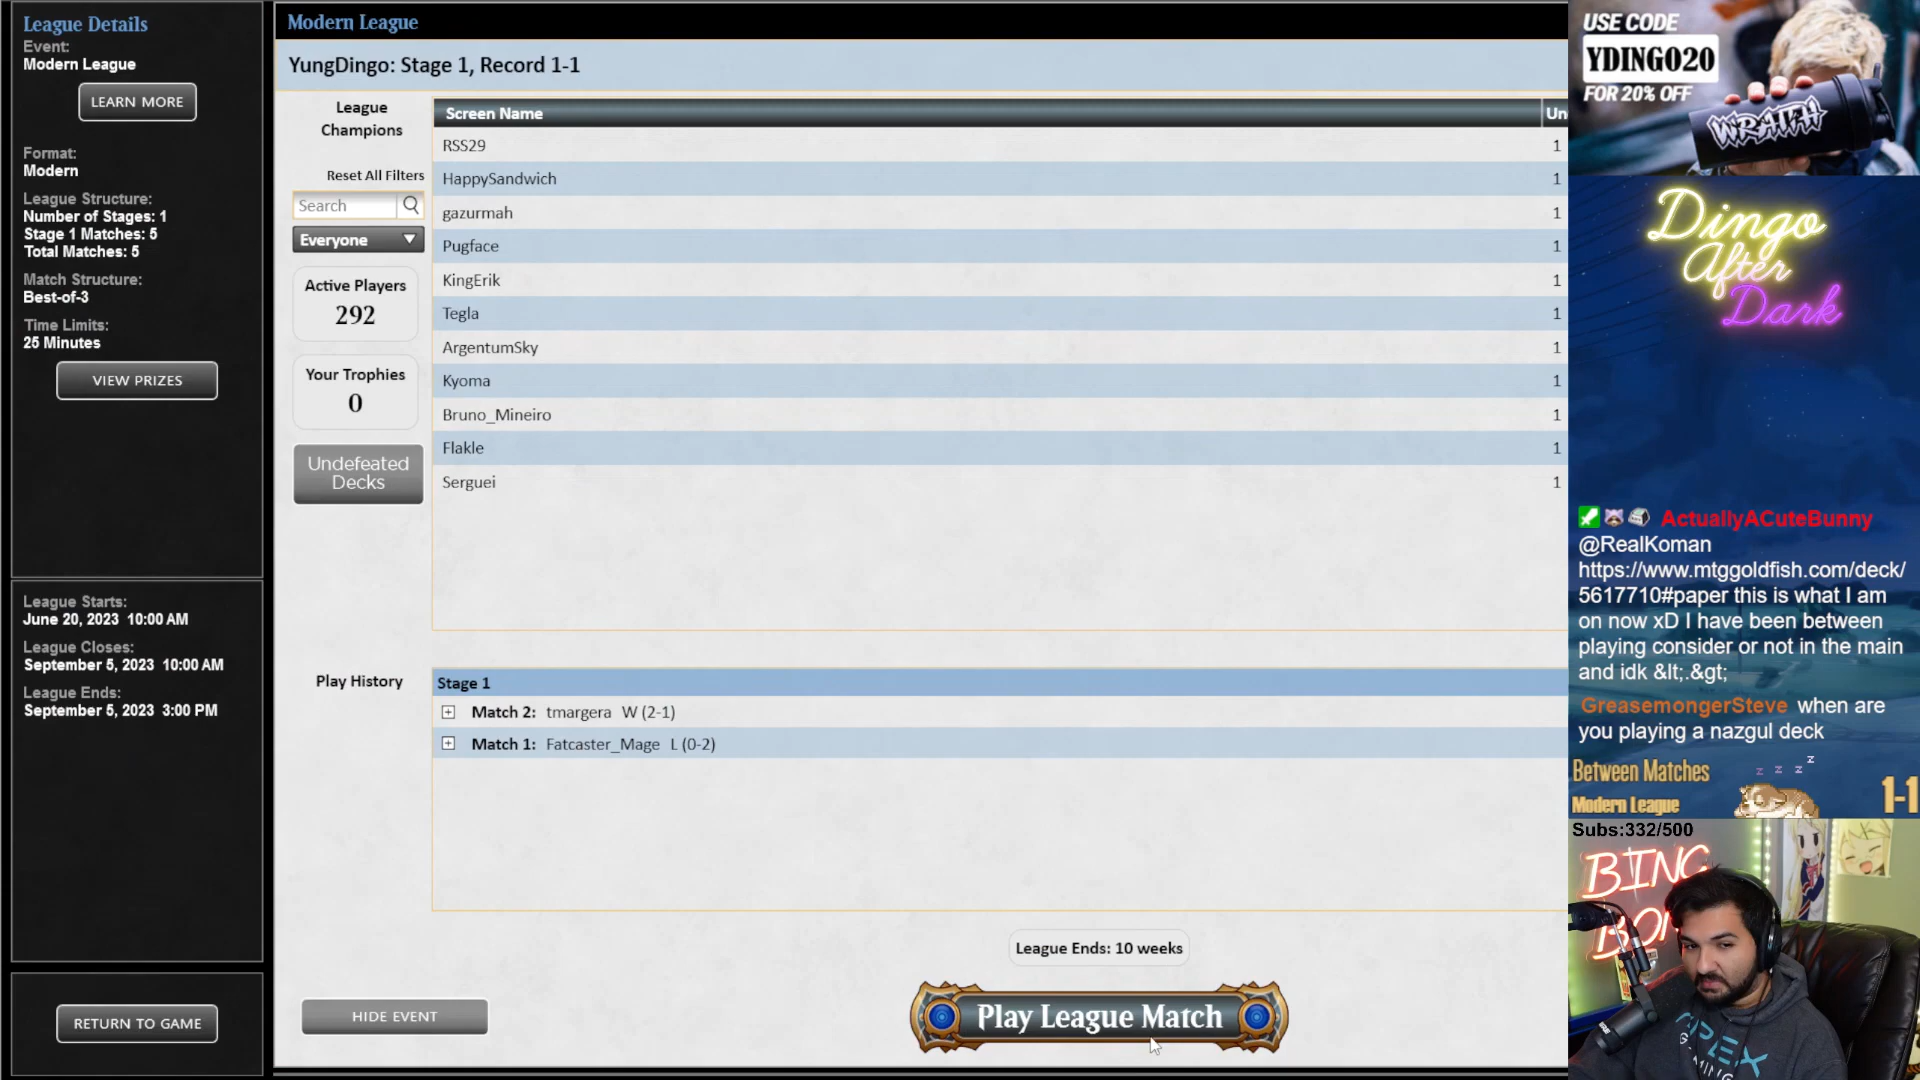 League Details
Event:
Modern League
LEARN MORE
Format:
Modern
League Structure:
Number of Stages: 1
Stage 1 Matches: 5
Total Matches: 5
Match Structure:
Best-of-3
Time Limits:
25 Minutes
VIEW PRIZES
League Starts:
June 20, 2023 10:00 AM
League Closes:
September 5, 2023 10:00 AM
League Ends:
September 5, 2023 3:00 PM
RETURN TO GAME
Modern League
YungDingo: Stage 1, Record 1-1
League
Champions
Reset All Filters
Search
Everyone
Active Players
292
Your Trophies
0
Undefeated
Decks
Screen Name Un
RSS29 1
HappySandwich 1
gazurmah 1
Pugface 1
KingErik 1
Tegla 1
ArgentumSky 1
Kyoma 1
Bruno_Mineiro 1
Flakle 1
Serguei 1
Play History
Stage 1
Match 2: tmargera W (2-1)
Match 1: Fatcaster_Mage L (0-2)
League Ends: 10 weeks
HIDE EVENT
Play League Match
USE CODE
YDINGO20
FOR 20% OFF
WRATH
Dingo
After
Dark
ActuallyACuteBunny
@RealKoman
https://www.mtggoldfish.com/deck/
5617710#paper this is what I am
on now xD I have been between
playing consider or not in the main
and idk &lt;.&gt;
GreasemongerSteve when are
you playing a nazgul deck
Between Matches
z z z z
Modern League
1-1
Subs:332/500
BING
BON
APEX
GAMING